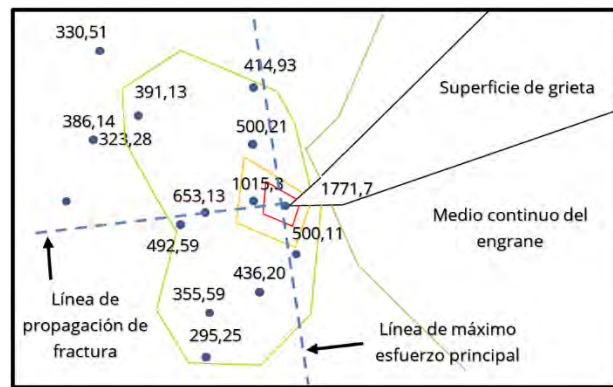 330,51
414,93
Superficie de grieta
391,13
386,14
323,28
500,21
1015,3
1771,7
653,13
Medio continuo del
engrane
492,59
500,11
436,20
Línea de
propagación de
fractura
355,59
295,25
Línea de máximo
esfuerzo principal